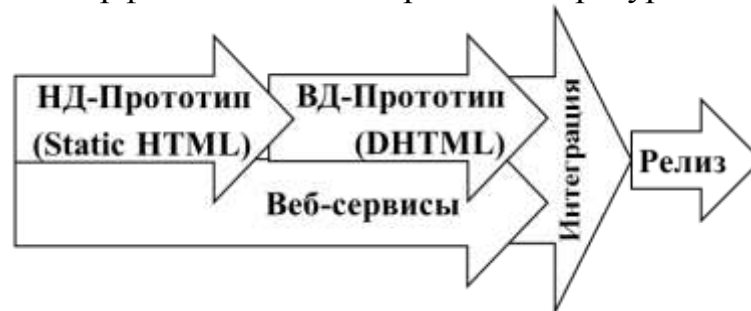 НД-Прототип
(Static HTML)
ВД-Прототип
(DHTML)
Веб-сервисы
Интеграция
Релиз